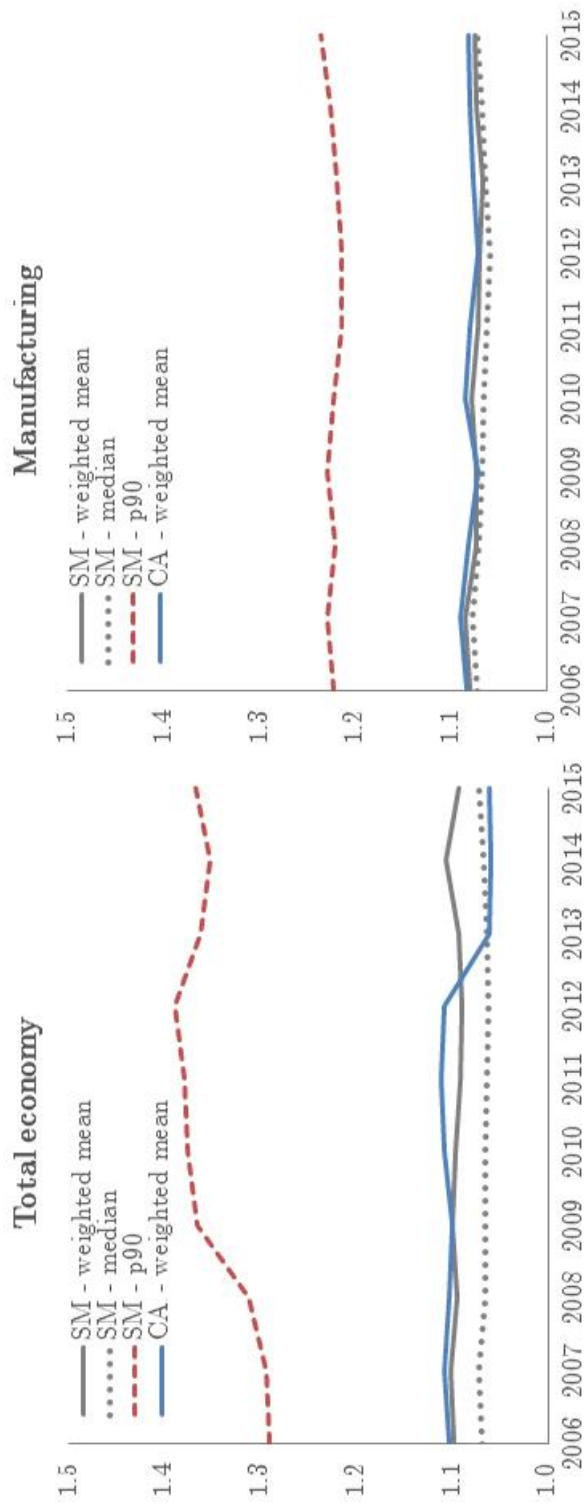 Total economy
1.5
1.4
1.3
1.2
1.1
1.0
SM - weighted mean
SM - median
SM - p90
CA - weighted mean
2006 2007 2008 2009 2010 2011 2012 2013 2014 2015
Manufacturing
1.5
1.4
1.3
1.2
1.1
1.0
SM - weighted mean
SM - median
SM - p90
CA - weighted mean
2006 2007 2008 2009 2010 2011 2012 2013 2014 2015